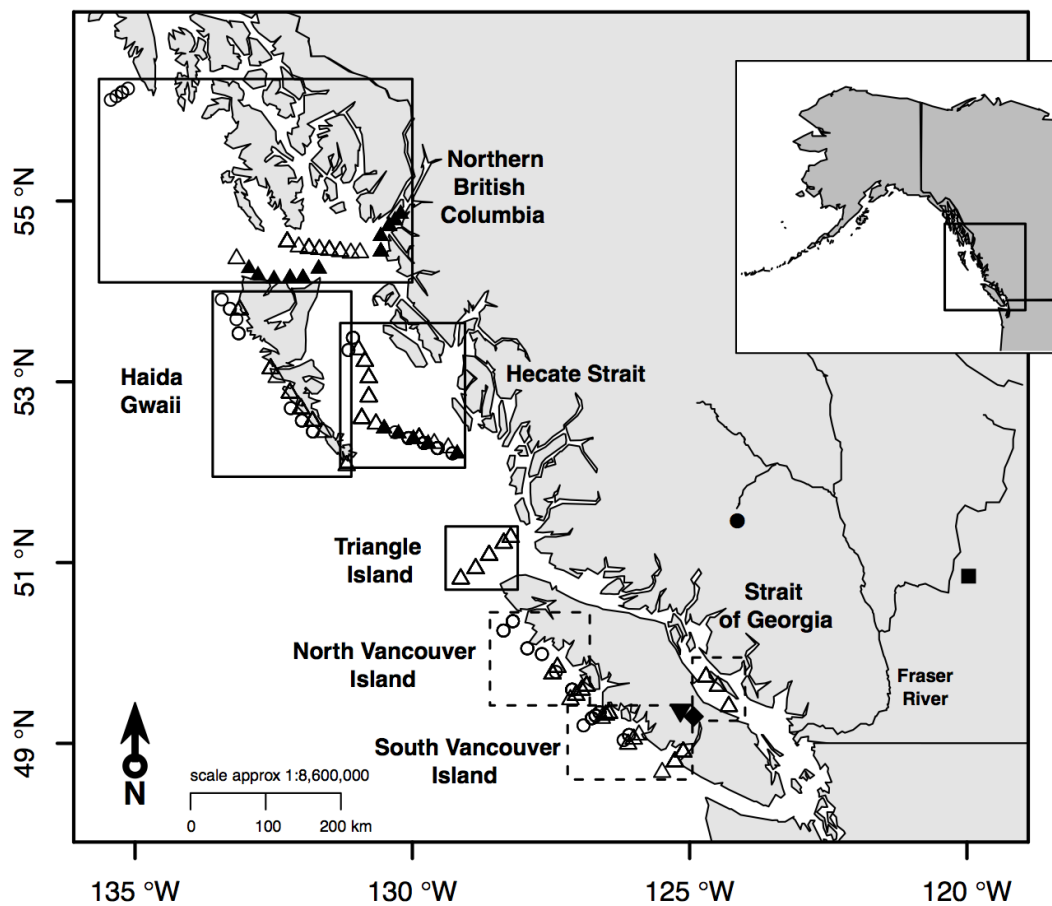 55 °N
53 °N
51 °N
49 °N
Northern
British
Columbia
Haida
Gwaii
Hecate Strait
Triangle
Island
Strait
of Georgia
North Vancouver
Island
Fraser
River
South Vancouver
Island
N
scale approx 1:8,600,000
0 100 200 km
135 °W 130 °W 125 °W 120 °W